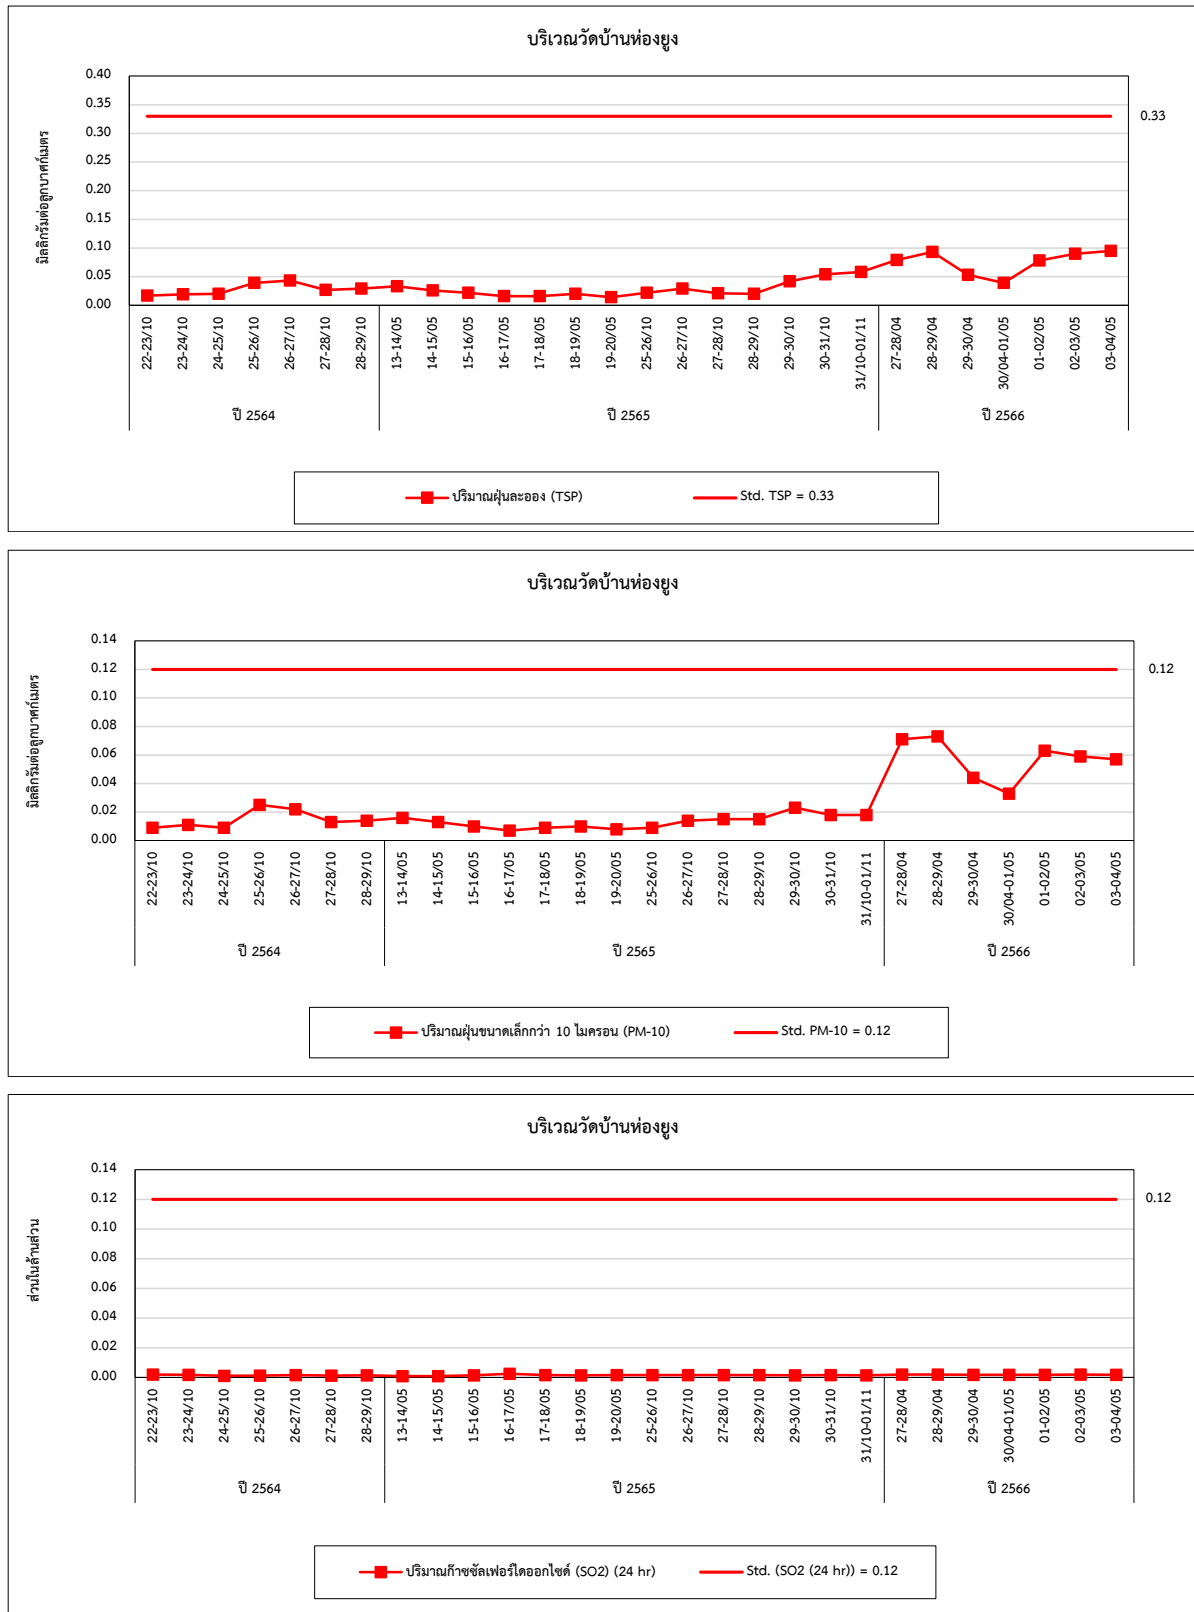 บริเวณวัดบ้านห่องยูง
มิลลิกรัมต่อลูกบาศก์เมตร
0.40
0.35
0.30
0.25
0.20
0.15
0.10
0.05
0.00
0.33
22-23/10 23-24/10 24-25/10 25-26/10 26-27/10 27-28/10 28-29/10 13-14/05 14-15/05 15-16/05 16-17/05 17-18/05 18-19/05 19-20/05 25-26/10 26-27/10 27-28/10 28-29/10 29-30/10 30-31/10 31/10-01/11 27-28/04 28-29/04 29-30/04 30/04-01/05 01-02/05 02-03/05 03-04/05
ปี 2564 ปี 2565 ปี 2566
ปริมาณฝุ่นละออง (TSP) Std. TSP = 0.33
บริเวณวัดบ้านห่องยูง
มิลลิกรัมต่อลูกบาศก์เมตร
0.14
0.12
0.10
0.08
0.06
0.04
0.02
0.00
0.12
22-23/10 23-24/10 24-25/10 25-26/10 26-27/10 27-28/10 28-29/10 13-14/05 14-15/05 15-16/05 16-17/05 17-18/05 18-19/05 19-20/05 25-26/10 26-27/10 27-28/10 28-29/10 29-30/10 30-31/10 31/10-01/11 27-28/04 28-29/04 29-30/04 30/04-01/05 01-02/05 02-03/05 03-04/05
ปี 2564 ปี 2565 ปี 2566
ปริมาณฝุ่นขนาดเล็กกว่า 10 ไมครอน (PM-10) Std. PM-10 = 0.12
บริเวณวัดบ้านห่องยูง
ส่วนในล้านส่วน
0.14
0.12
0.10
0.08
0.06
0.04
0.02
0.00
0.12
22-23/10 23-24/10 24-25/10 25-26/10 26-27/10 27-28/10 28-29/10 13-14/05 14-15/05 15-16/05 16-17/05 17-18/05 18-19/05 19-20/05 25-26/10 26-27/10 27-28/10 28-29/10 29-30/10 30-31/10 31/10-01/11 27-28/04 28-29/04 29-30/04 30/04-01/05 01-02/05 02-03/05 03-04/05
ปี 2564 ปี 2565 ปี 2566
ปริมาณก๊าซซัลเฟอร์ไดออกไซด์ (SO2) (24 hr) Std. (SO2 (24 hr)) = 0.12